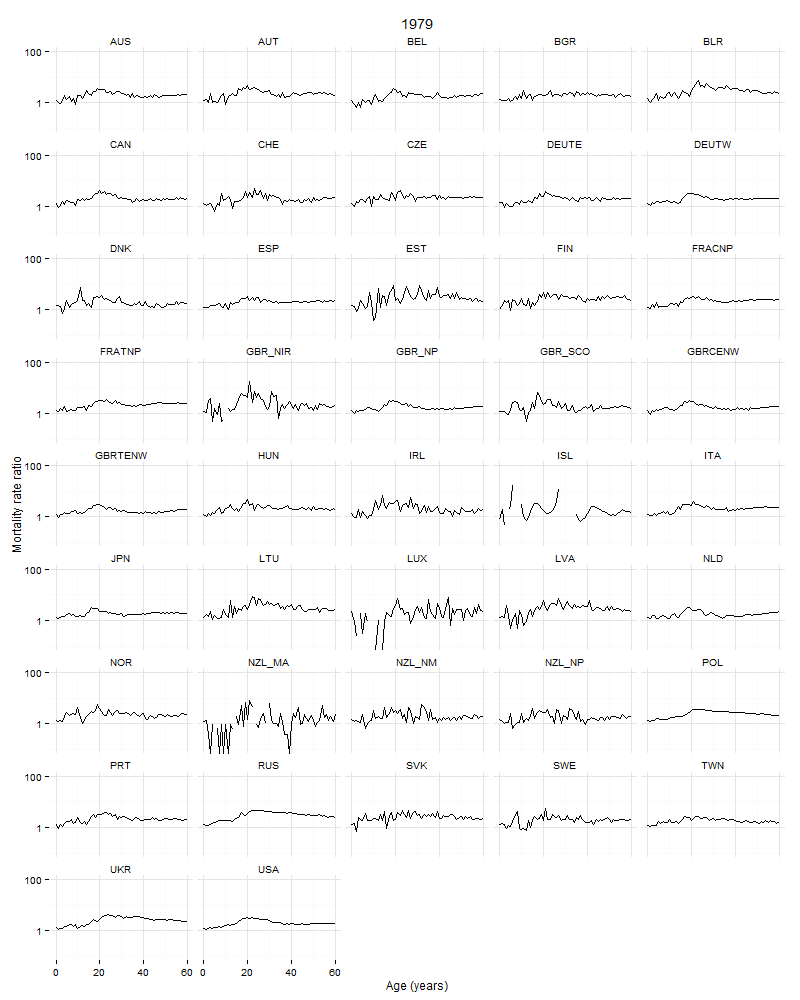 1979
AUS AUT BEL BGR BLR
100
1
CAN CHE CZE DEUTE DEUTW
100
1
DNK ESP EST FIN FRACNP
100
1
FRATNP GBR_NIR GBR_NP GBR_SCO GBRCENW
100
1
GBRTENW HUN IRL ISL ITA
100
1
Mortality rate ratio
JPN LTU LUX LVA NLD
100
1
NOR NZL_MA NZL_NM NZL_NP POL
100
1
PRT RUS SVK SWE TWN
100
1
UKR USA
100
1
0 20 40 60 0 20 40 60
Age (years)